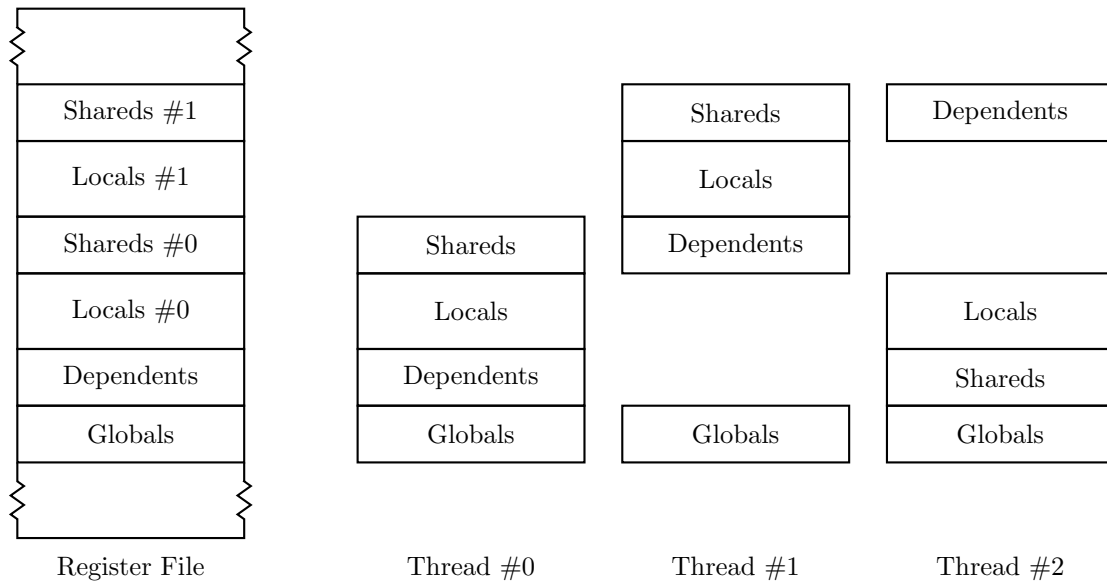 Shareds #1
Locals #1
Shareds #0
Locals #0
Dependents
Globals
Register File
Shareds
Locals
Dependents
Globals
Thread #0
Shareds
Locals
Dependents
Globals
Thread #1
Dependents
Locals
Shareds
Globals
Thread #2